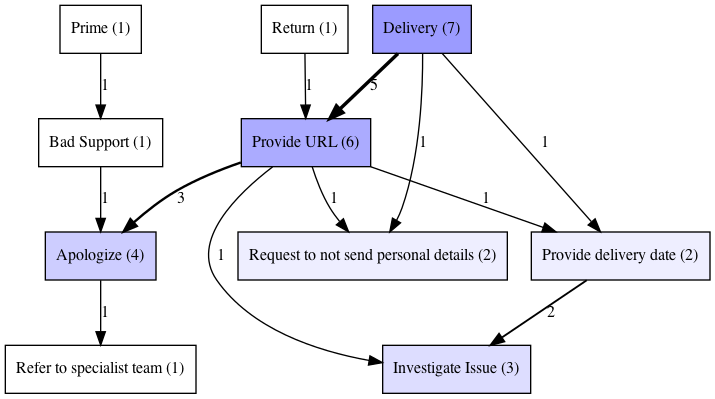 Prime (1)
Return (1)
Delivery (7)
1
1
5
Bad Support (1)
Provide URL (6)
1
1
1
3
1
1
Apologize (4)
Request to not send personal details (2)
Provide delivery date (2)
1
1
2
Refer to specialist team (1)
Investigate Issue (3)